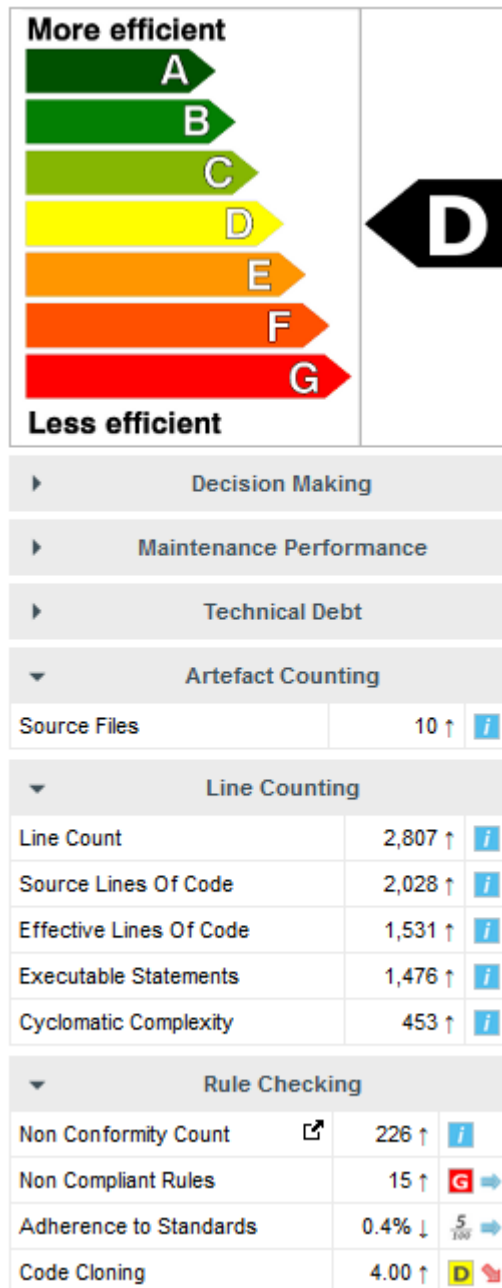 More efficient
A
B
C
D
D
E
F
G
Less efficient
Decision Making
Maintenance Performance
Technical Debt
Artefact Counting
Source Files 10 ↑ i
Line Counting
Line Count 2,807 ↑ i
Source Lines Of Code 2,028 ↑ i
Effective Lines Of Code 1,531 ↑ i
Executable Statements 1,476 ↑ i
Cyclomatic Complexity 453 ↑ i
Rule Checking
Non Conformity Count 226 ↑ i
Non Compliant Rules 15 ↑ G
Adherence to Standards 0.4% ↓ 5/100
Code Cloning 4.00 ↑ D